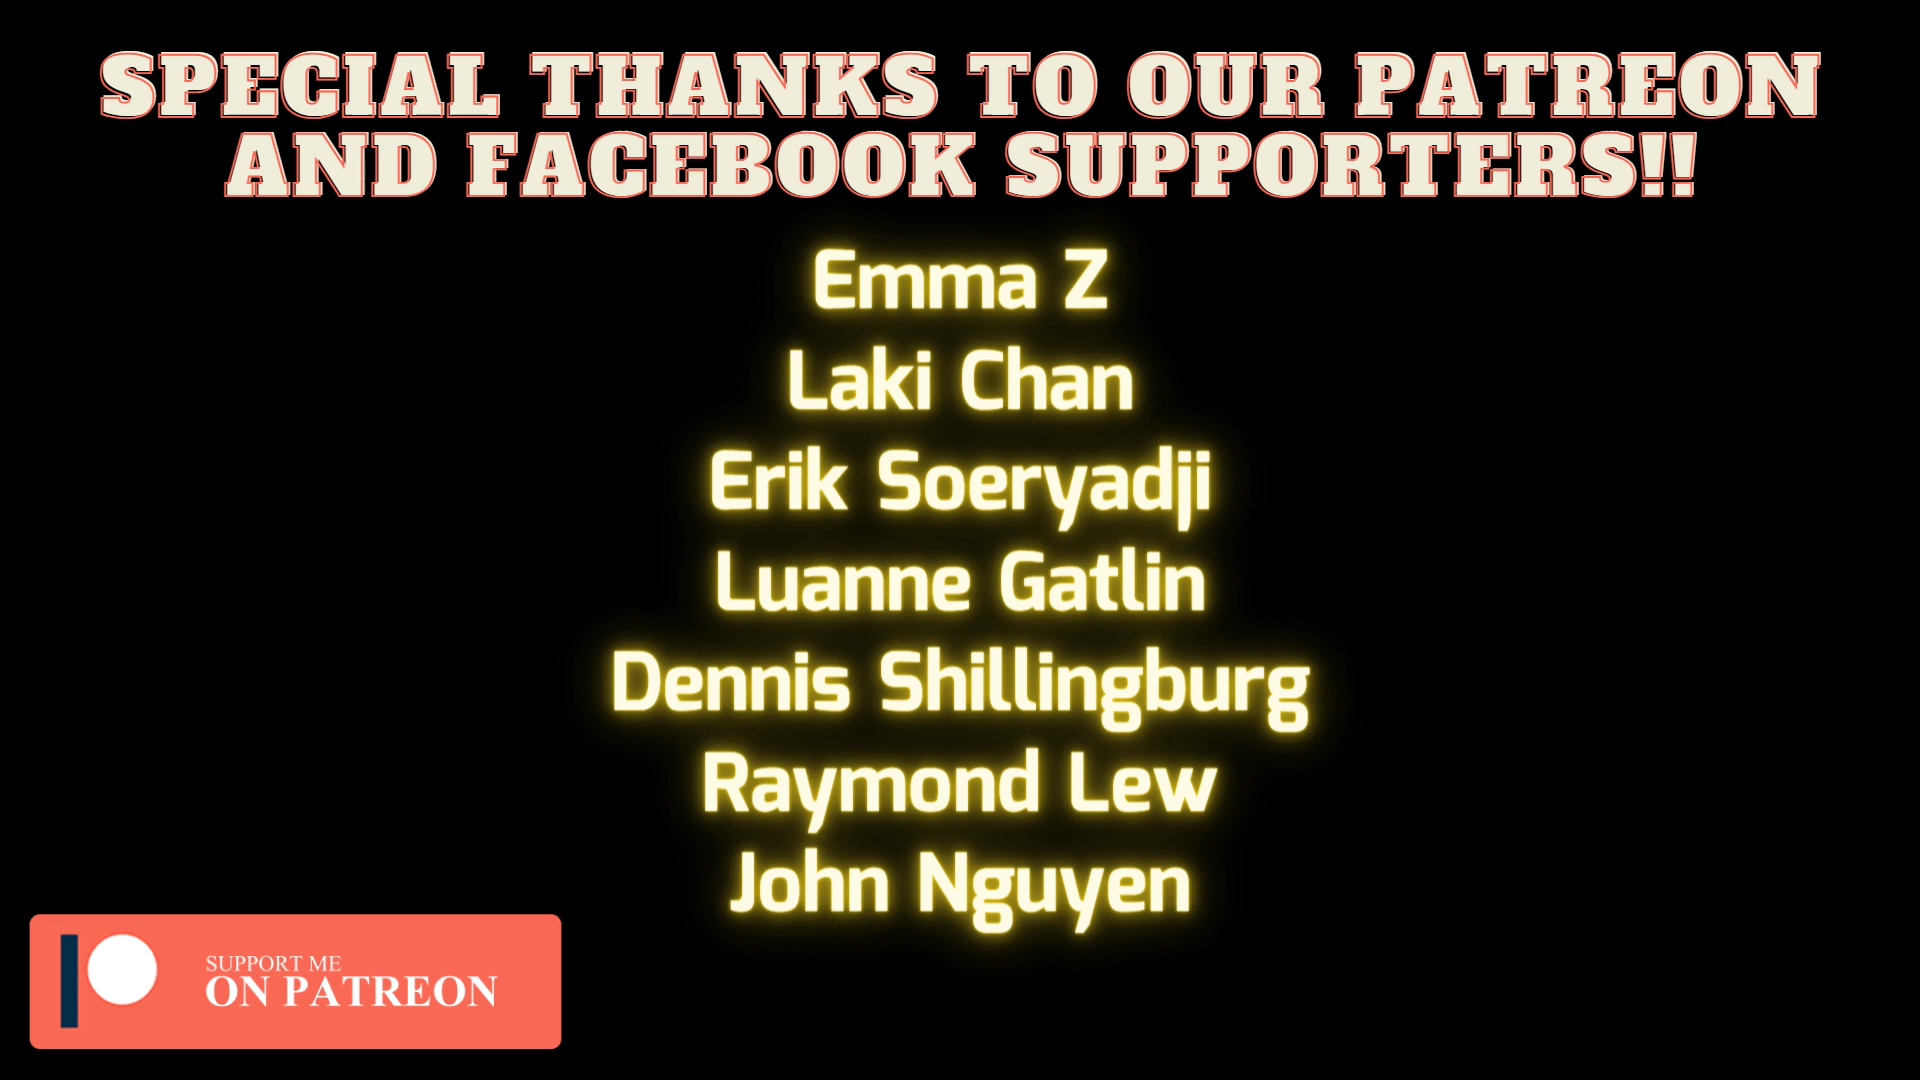 SPECIAL THANKS TO OUR PATREON
AND FACEBOOK SUPPORTERS!!
Emma Z
Laki Chan
Erik Soeryadji
Luanne Gatlin
Dennis Shillingburg
Raymond Lew
John Nguyen
SUPPORT ME
ON PATREON